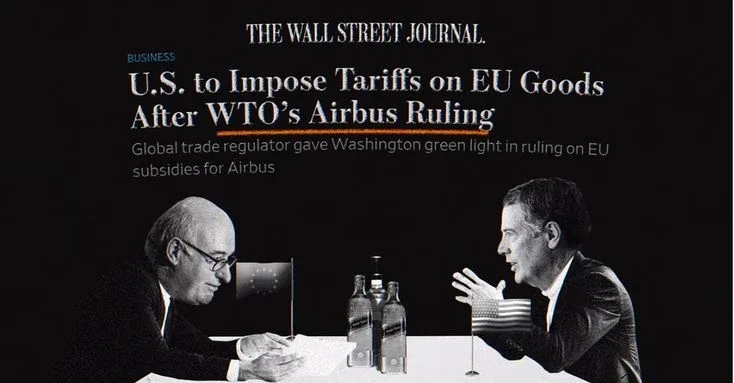 THE WALL STREET JOURNAL.
BUSINESS
U.S. to Impose Tariffs on EU Goods
After WTO's Airbus Ruling
Global trade regulator gave Washington green light in ruling on EU
subsidies for Airbus